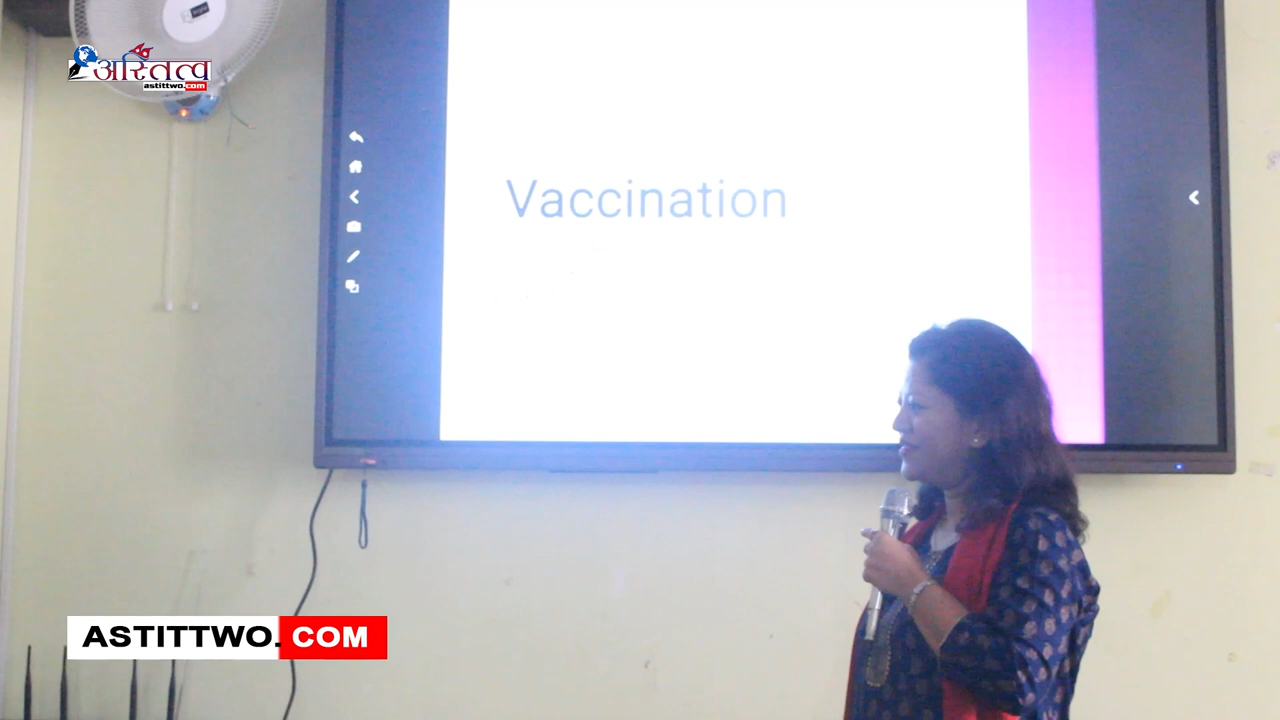 अस्तित्व
astittwo.com
Vaccination
ASTITTWO.COM